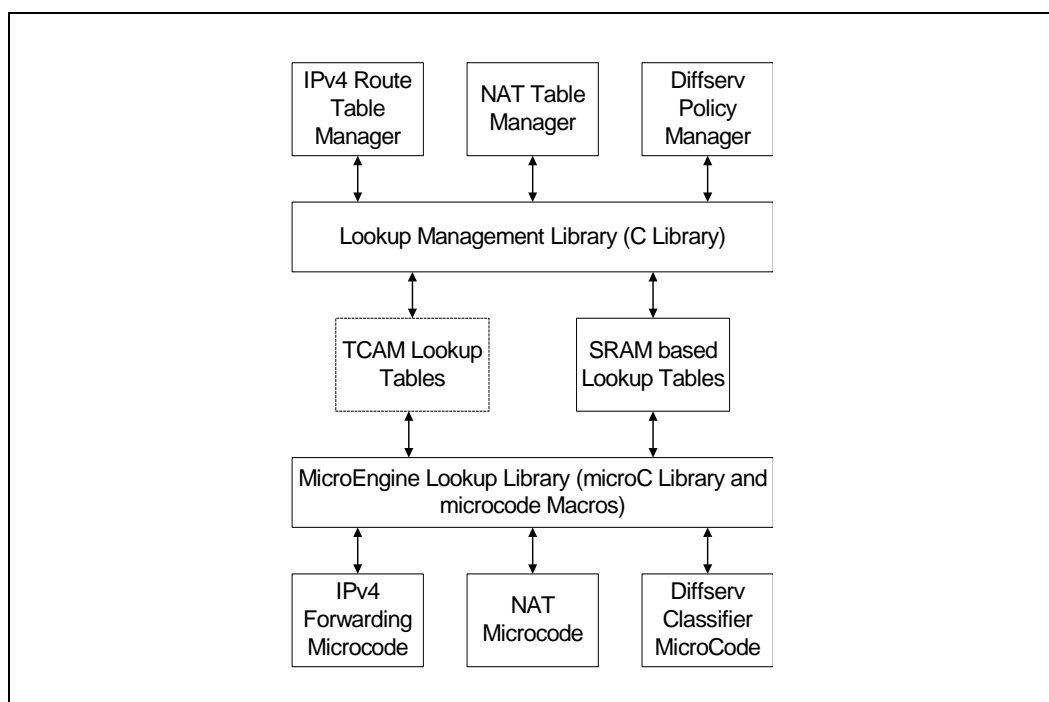 IPv4 Route
Table
Manager
NAT Table
Manager
Diffserv
Policy
Manager
Lookup Management Library (C Library)
TCAM Lookup
Tables
SRAM based
Lookup Tables
MicroEngine Lookup Library (microC Library and
microcode Macros)
IPv4
Forwarding
Microcode
NAT
Microcode
Diffserv
Classifier
MicroCode